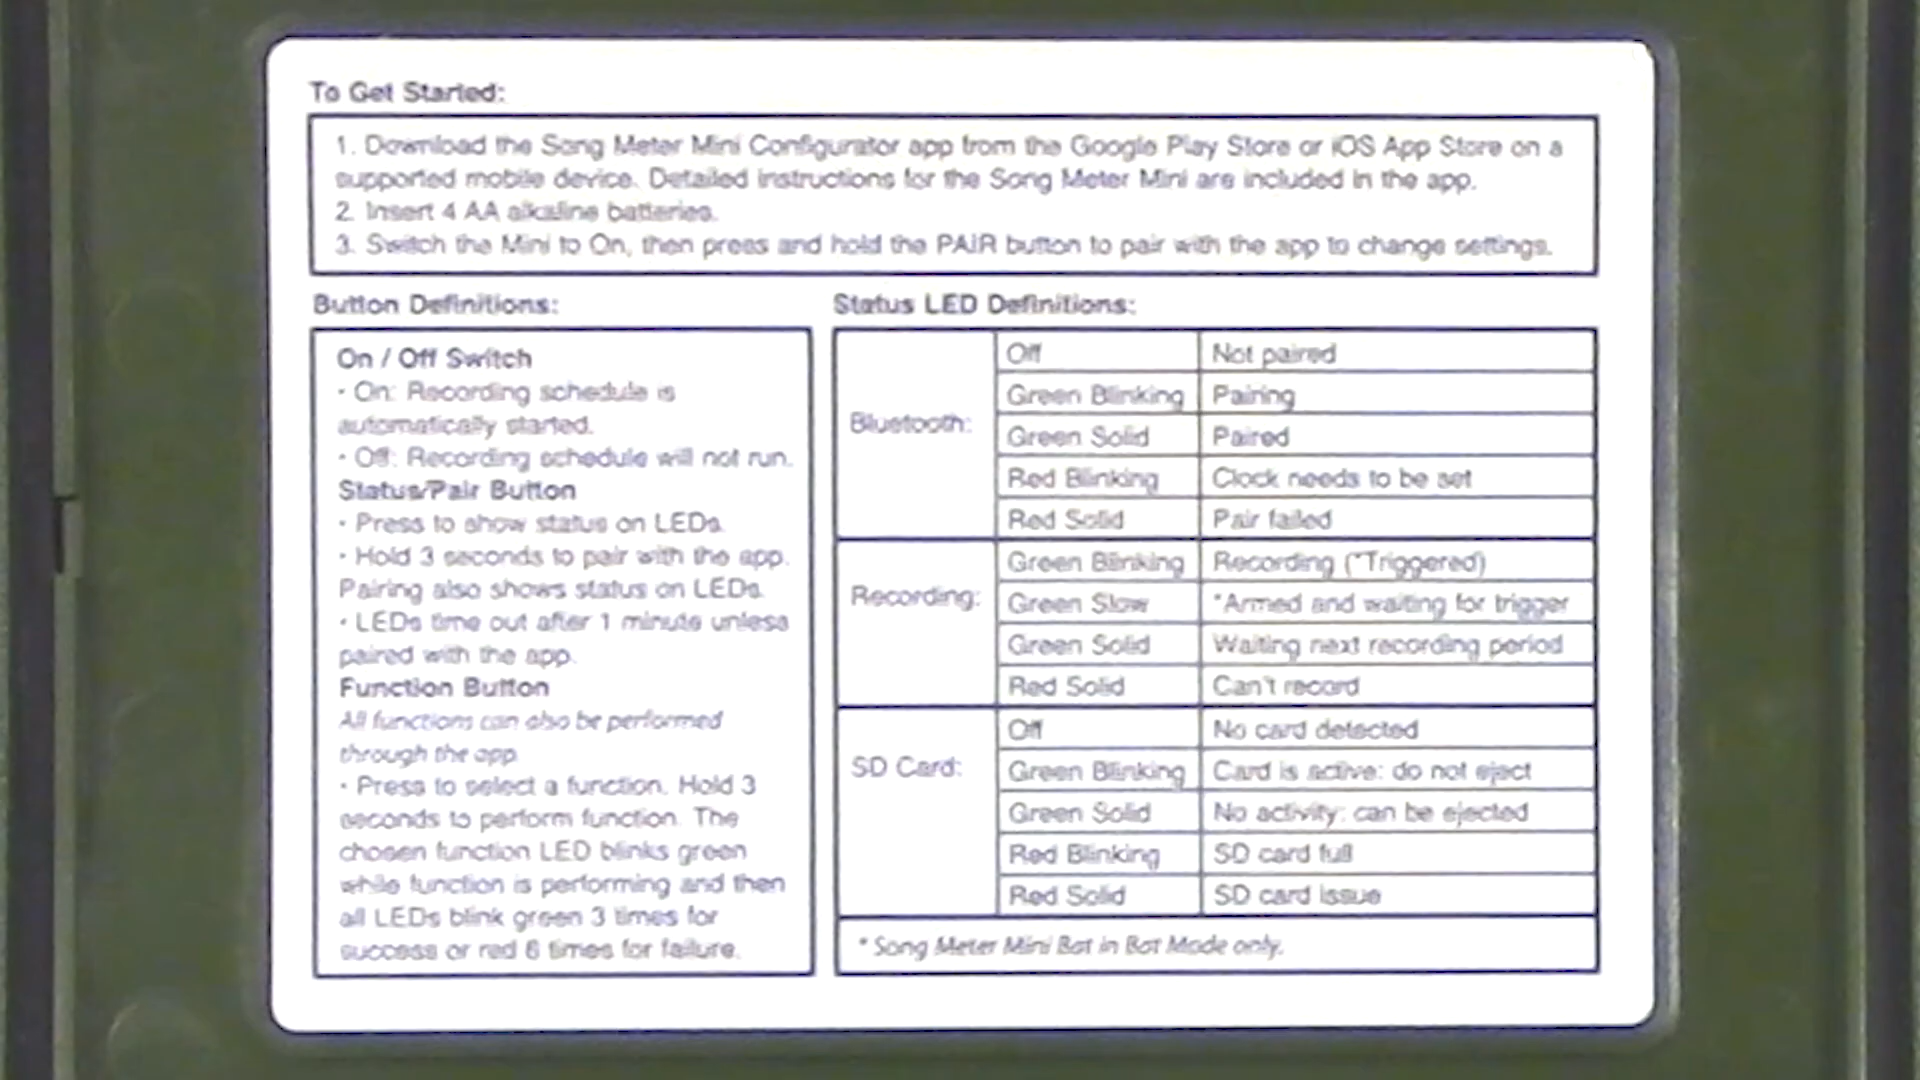 To Get Started:
1. Download the Song Meter Mini Configurator app from the Google Play Store or iOS App Store on a
supported mobile device. Detailed instructions for the Song Meter Mini are included in the app.
2. Insert 4 AA alkaline batteries.
3. Switch the Mini to On, then press and hold the PAIR button to pair with the app to change settings.
Button Definitions:
On / Off Switch
· On: Recording schedule is
automatically started.
· Off: Recording schedule will not run.
Status/Pair Button
· Press to show status on LEDs.
· Hold 3 seconds to pair with the app.
Pairing also shows status on LEDs.
· LEDs time out after 1 minute unless
paired with the app.
Function Button
All functions can also be performed
through the app.
· Press to select a function. Hold 3
seconds to perform function. The
chosen function LED blinks green
while function is performing and then
all LEDs blink green 3 times for
success or red 6 times for failure.
Status LED Definitions:
Bluetooth:
Off Not paired
Green Blinking Pairing
Green Solid Paired
Red Blinking Clock needs to be set
Red Solid Pair failed
Recording:
Green Blinking Recording (*Triggered)
Green Slow *Armed and waiting for trigger
Green Solid Waiting next recording period
Red Solid Can't record
SD Card:
Off No card detected
Green Blinking Card is active: do not eject
Green Solid No activity: can be ejected
Red Blinking SD card full
Red Solid SD card issue
* Song Meter Mini Bat in Bat Mode only.